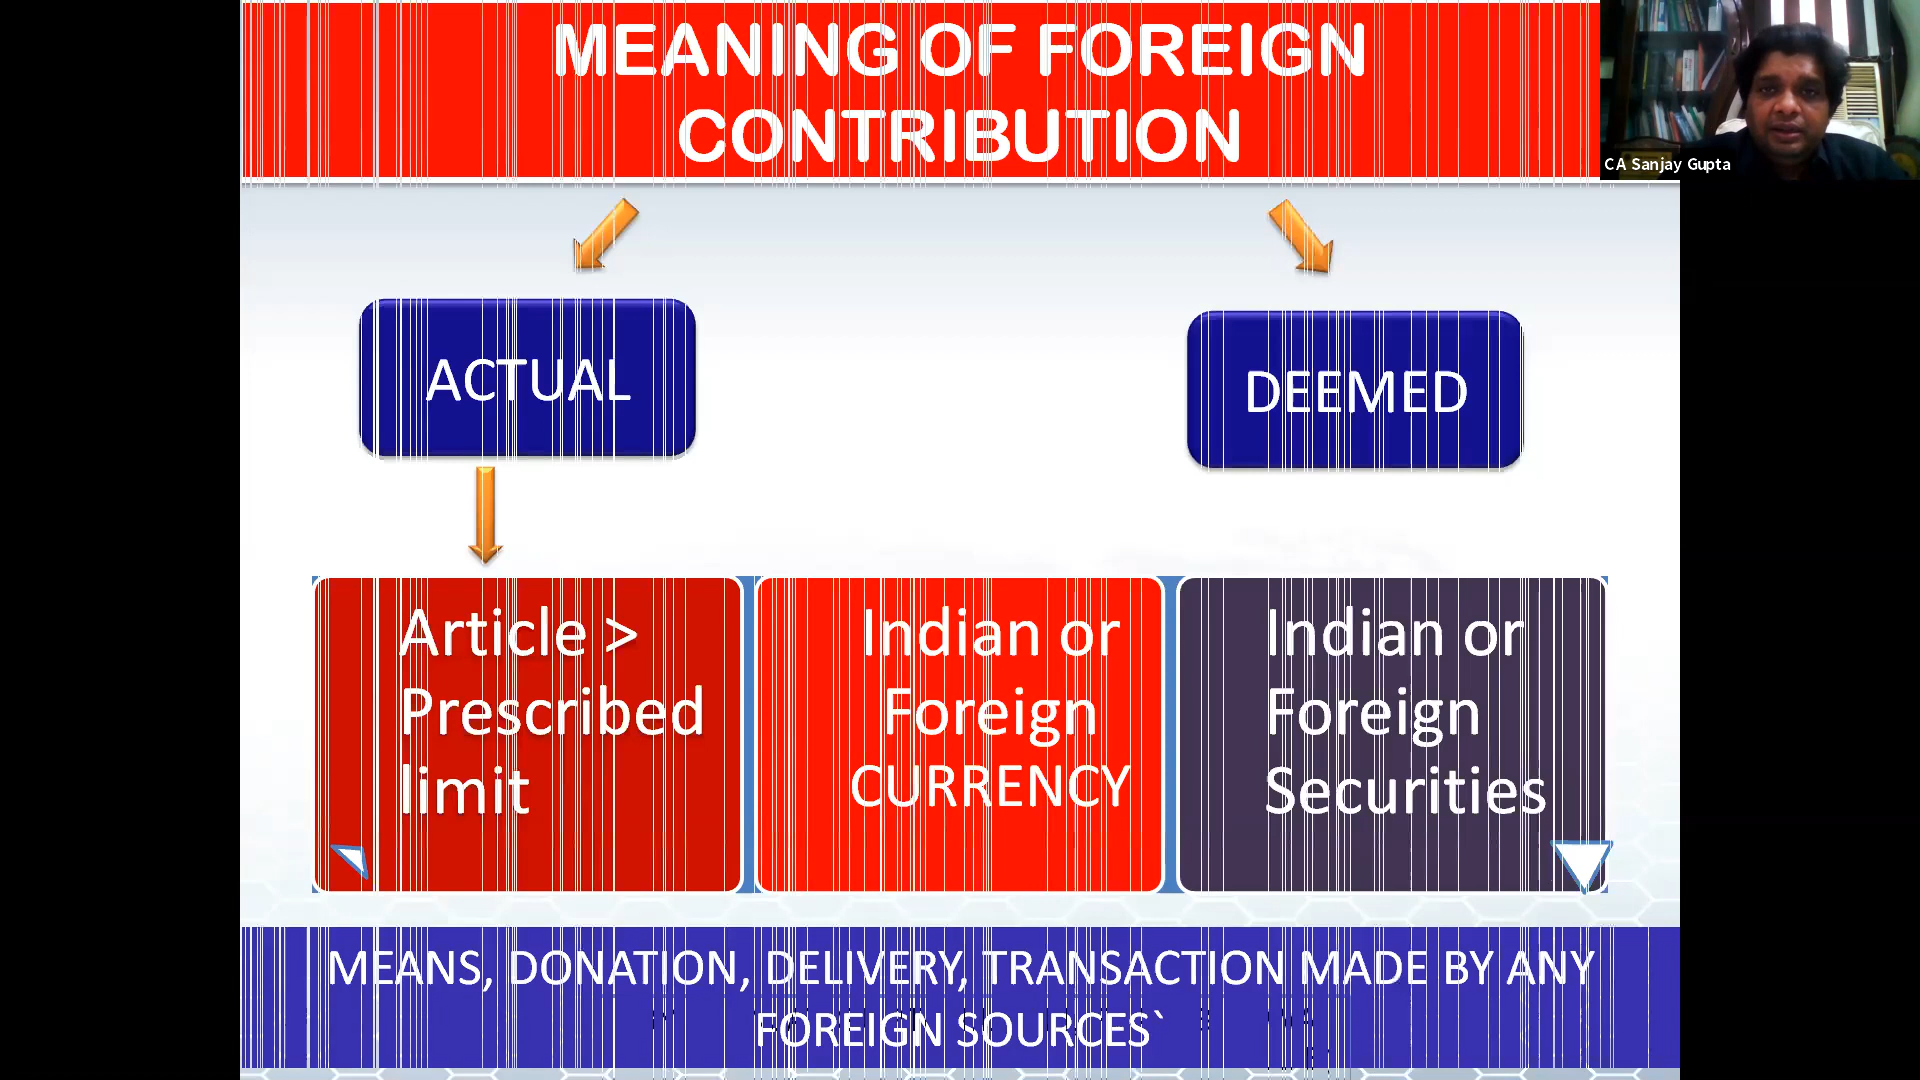 MEANING OF FOREIGN
CONTRIBUTION
CA Sanjay Gupta
ACTUAL
DEEMED
Article >
Prescribed
limit
Indian or
Foreign
CURRENCY
Indian or
Foreign
Securities
MEANS, DONATION, DELIVERY, TRANSACTION MADE BY ANY
FOREIGN SOURCES`